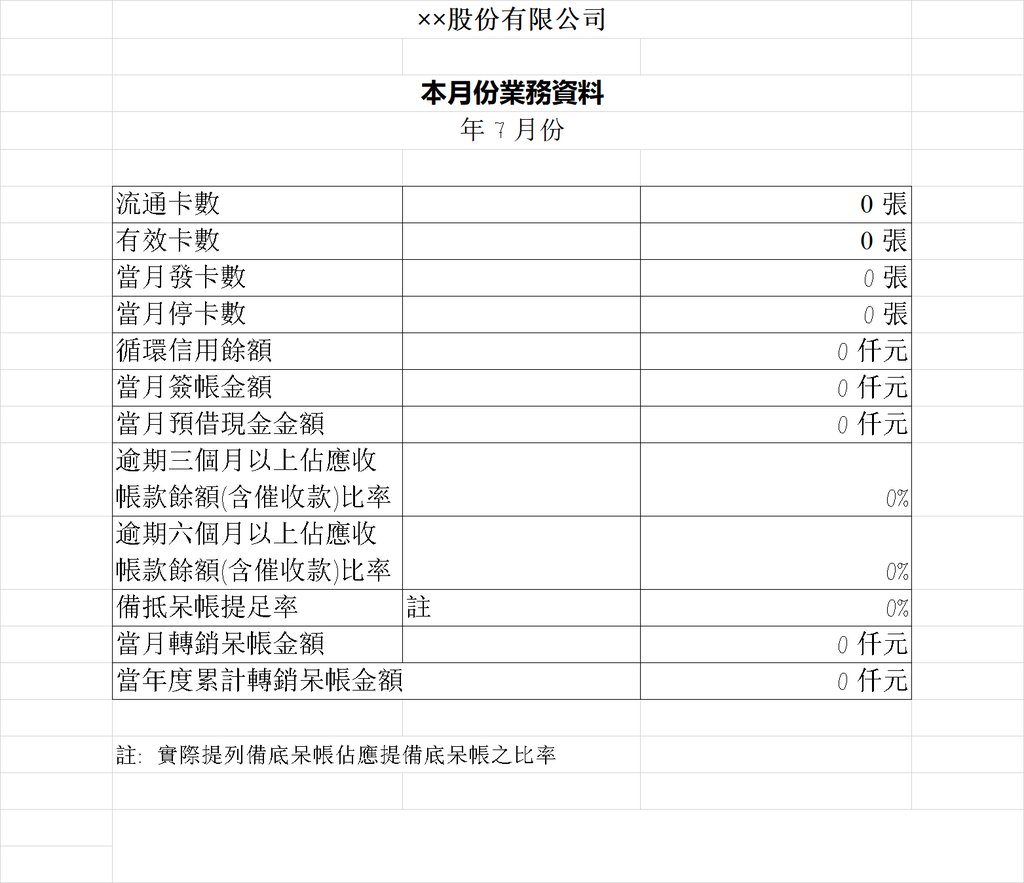 ××股份有限公司
本月份業務資料
年 7 月份
流通卡數 0 張
有效卡數 0 張
當月發卡數 0 張
當月停卡數 0 張
循環信用餘額 0 仟元
當月簽帳金額 0 仟元
當月預借現金金額 0 仟元
逾期三個月以上佔應收
帳款餘額(含催收款)比率 0%
逾期六個月以上佔應收
帳款餘額(含催收款)比率 0%
備抵呆帳提足率 註 0%
當月轉銷呆帳金額 0 仟元
當年度累計轉銷呆帳金額 0 仟元
註: 實際提列備底呆帳佔應提備底呆帳之比率